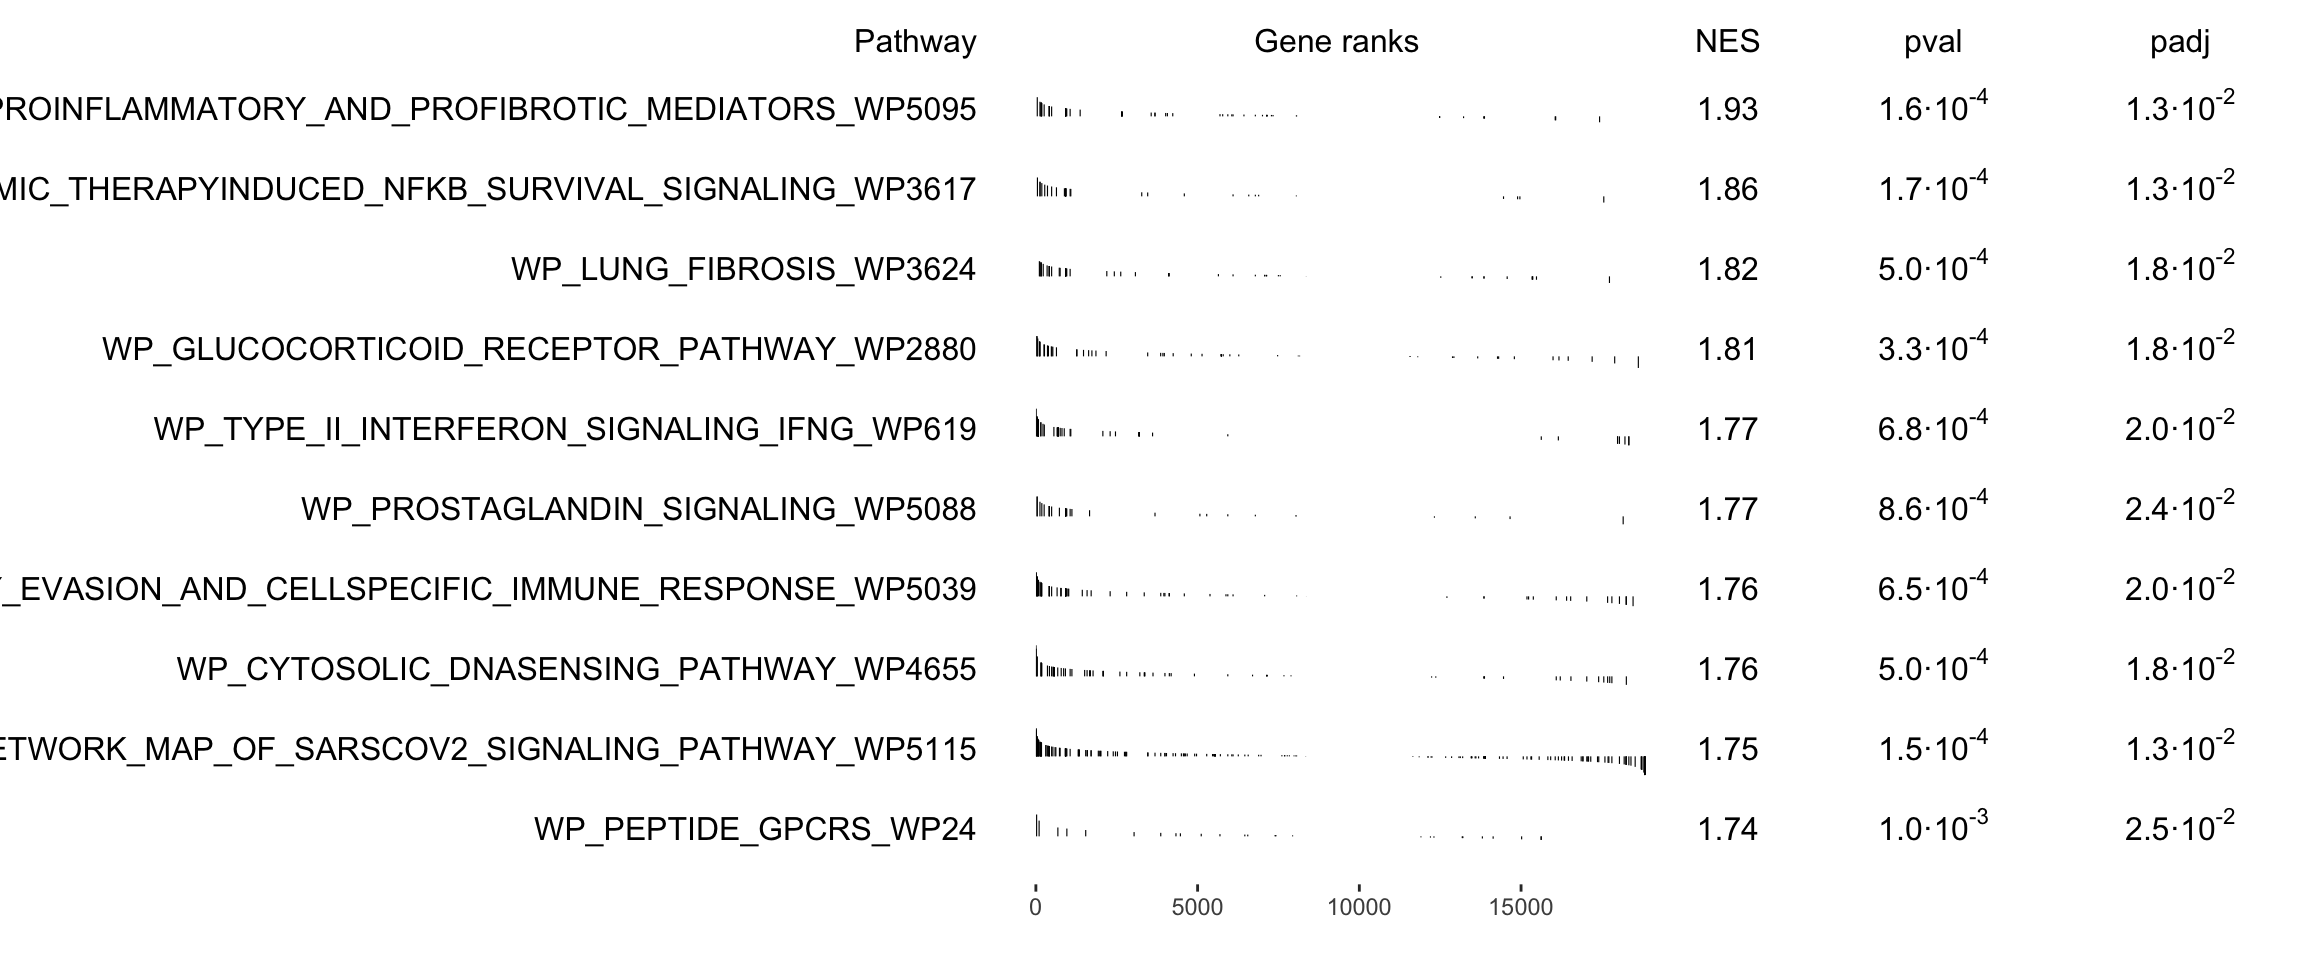 Pathway Gene ranks NES pval padj
PROINFLAMMATORY_AND_PROFIBROTIC_MEDIATORS_WP5095 1.93 1.6·10⁻⁴ 1.3·10⁻²
MIC_THERAPYINDUCED_NFKB_SURVIVAL_SIGNALING_WP3617 1.86 1.7·10⁻⁴ 1.3·10⁻²
WP_LUNG_FIBROSIS_WP3624 1.82 5.0·10⁻⁴ 1.8·10⁻²
WP_GLUCOCORTICOID_RECEPTOR_PATHWAY_WP2880 1.81 3.3·10⁻⁴ 1.8·10⁻²
WP_TYPE_II_INTERFERON_SIGNALING_IFNG_WP619 1.77 6.8·10⁻⁴ 2.0·10⁻²
WP_PROSTAGLANDIN_SIGNALING_WP5088 1.77 8.6·10⁻⁴ 2.4·10⁻²
_EVASION_AND_CELLSPECIFIC_IMMUNE_RESPONSE_WP5039 1.76 6.5·10⁻⁴ 2.0·10⁻²
WP_CYTOSOLIC_DNASENSING_PATHWAY_WP4655 1.76 5.0·10⁻⁴ 1.8·10⁻²
ETWORK_MAP_OF_SARSCOV2_SIGNALING_PATHWAY_WP5115 1.75 1.5·10⁻⁴ 1.3·10⁻²
WP_PEPTIDE_GPCRS_WP24 1.74 1.0·10⁻³ 2.5·10⁻²
0 5000 10000 15000